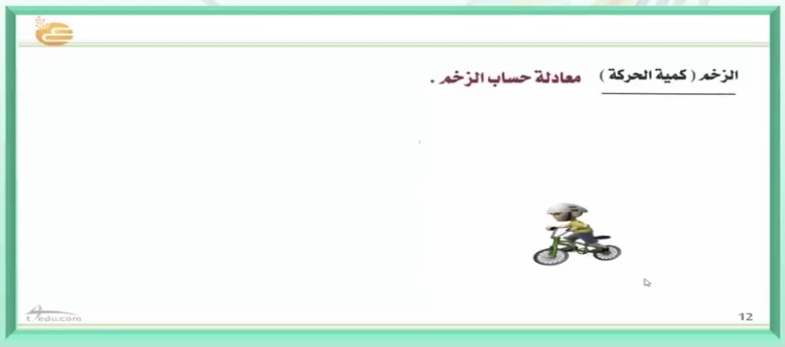 الزخم ( كمية الحركة ) معادلة حساب الزخم .
12